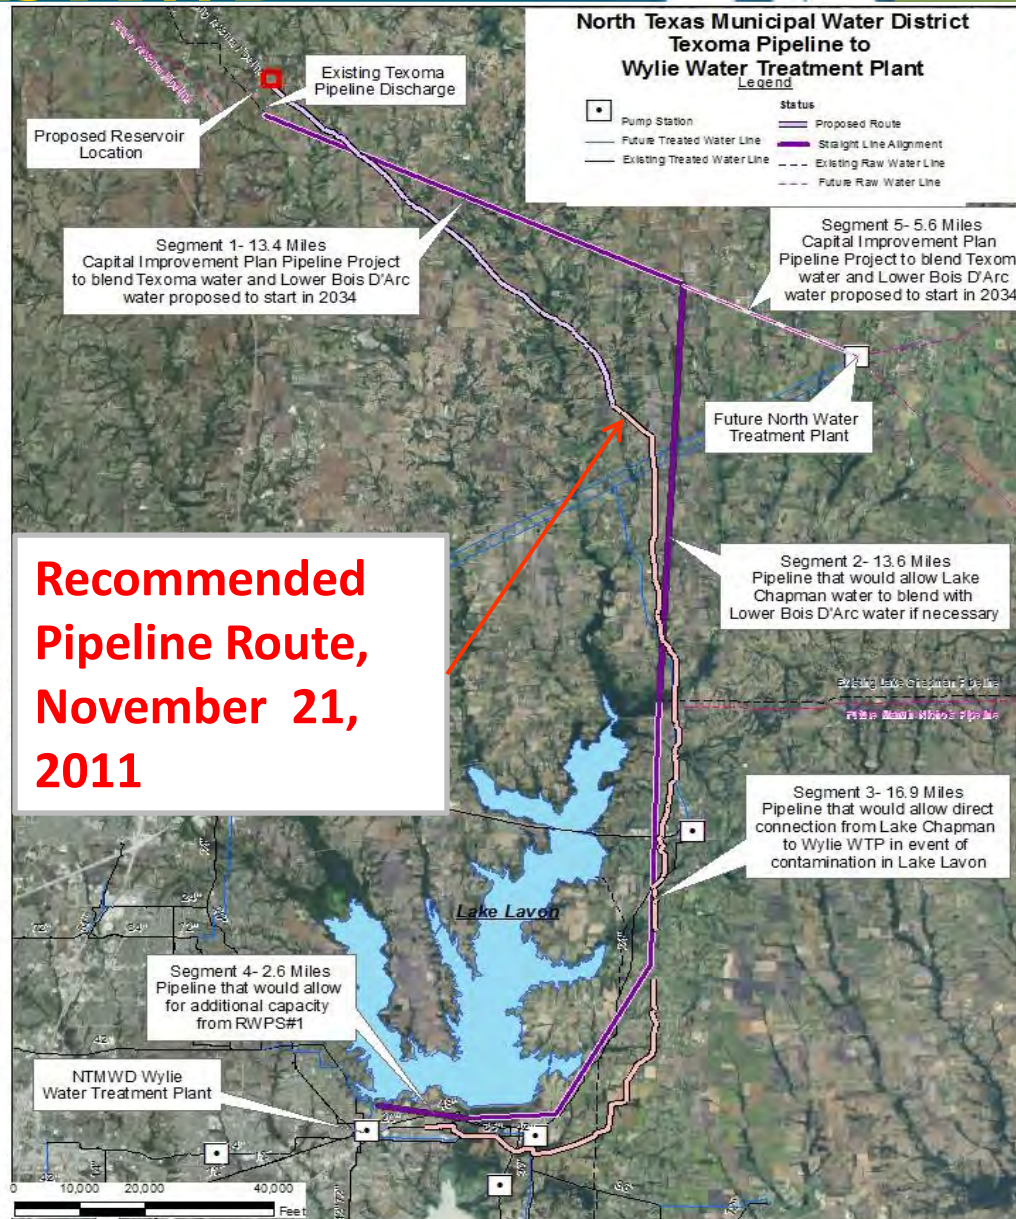 North Texas Municipal Water District
Texoma Pipeline to
Wylie Water Treatment Plant
Legend
Pump Station
Future Treated Water Line
Existing Treated Water Line
Status
Proposed Route
Straight Line Alignment
Existing Raw Water Line
Future Raw Water Line
Existing Texoma
Pipeline Discharge
Proposed Reservoir
Location
Segment 1- 13.4 Miles
Capital Improvement Plan Pipeline Project
to blend Texoma water and Lower Bois D'Arc
water proposed to start in 2034
Segment 5- 5.6 Miles
Capital Improvement Plan
Pipeline Project to blend Texom
water and Lower Bois D'Arc
water proposed to start in 2034
Future North Water
Treatment Plant
Recommended
Pipeline Route,
November 21,
2011
Segment 2- 13.6 Miles
Pipeline that would allow Lake
Chapman water to blend with
Lower Bois D'Arc water if necessary
Existing Lake Chapman Pipeline
Segment 3- 16.9 Miles
Pipeline that would allow direct
connection from Lake Chapman
to Wylie WTP in event of
contamination in Lake Lavon
24"
72"
84"
72"
Lake Lavon
Segment 4- 2.6 Miles
Pipeline that would allow
for additional capacity
from RWPS#1
42"
NTMWD Wylie
Water Treatment Plant
48"
0 10,000 20,000 40,000
Feet